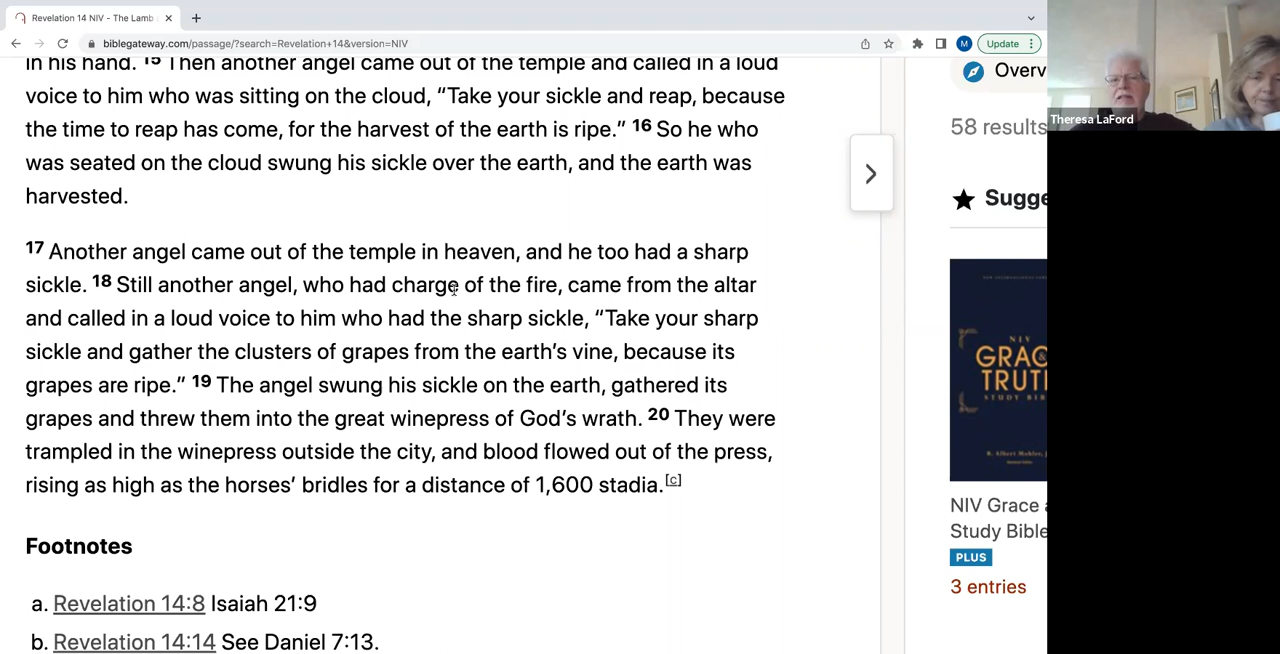 Revelation 14 NIV - The Lamb
biblegateway.com/passage/?search=Revelation+14&version=NIV
M
Update
in his hand. 15 Then another angel came out of the temple and called in a loud
voice to him who was sitting on the cloud, “Take your sickle and reap, because
the time to reap has come, for the harvest of the earth is ripe.” 16 So he who
was seated on the cloud swung his sickle over the earth, and the earth was
harvested.
17 Another angel came out of the temple in heaven, and he too had a sharp
sickle. 18 Still another angel, who had charge of the fire, came from the altar
and called in a loud voice to him who had the sharp sickle, “Take your sharp
sickle and gather the clusters of grapes from the earth’s vine, because its
grapes are ripe.” 19 The angel swung his sickle on the earth, gathered its
grapes and threw them into the great winepress of God’s wrath. 20 They were
trampled in the winepress outside the city, and blood flowed out of the press,
rising as high as the horses’ bridles for a distance of 1,600 stadia.[c]
Footnotes
a. Revelation 14:8 Isaiah 21:9
b. Revelation 14:14 See Daniel 7:13.
Overv
58 results
Sugge
NIV
GRAC &
TRUT
STUDY BIB
NIV Grace a
Study Bible
PLUS
3 entries
Theresa LaFord